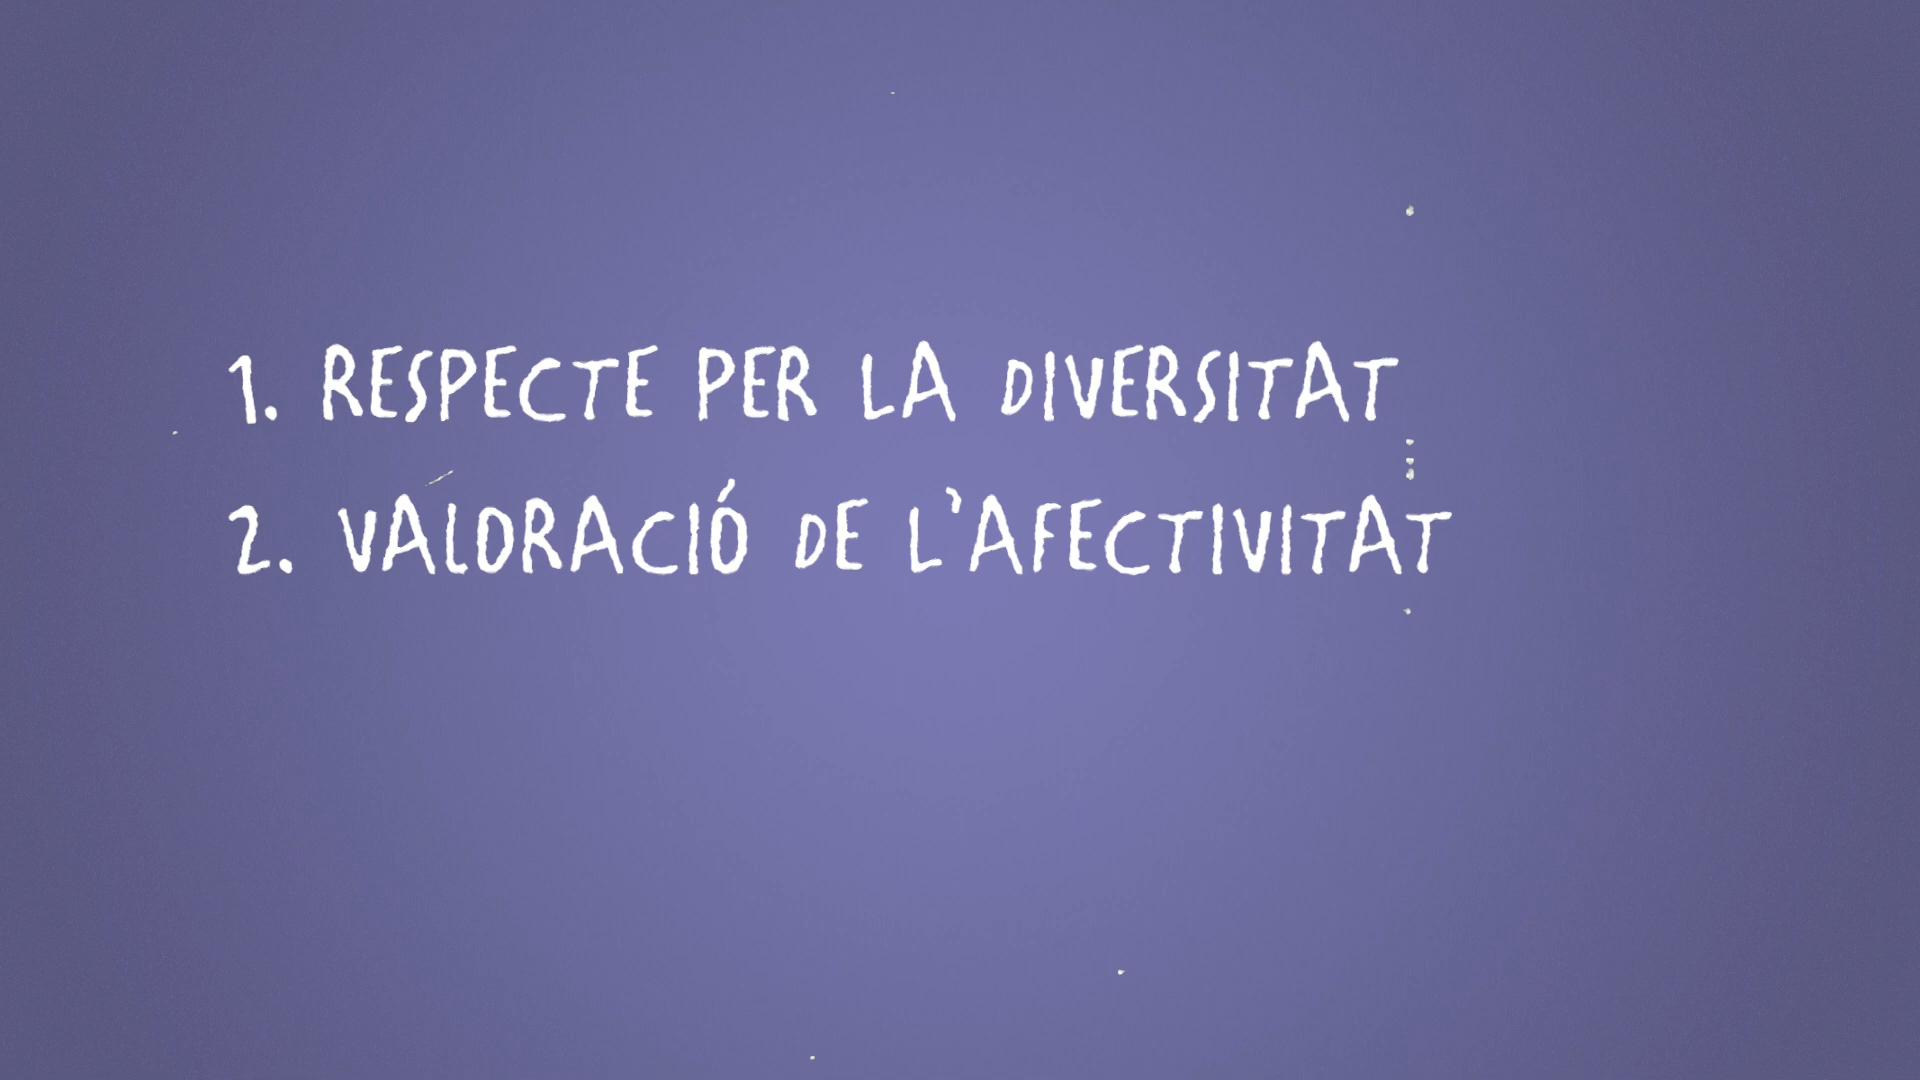 1. RESPECTE PER LA DIVERSITAT
2. VALORACIÓ DE L'AFECTIVITAT